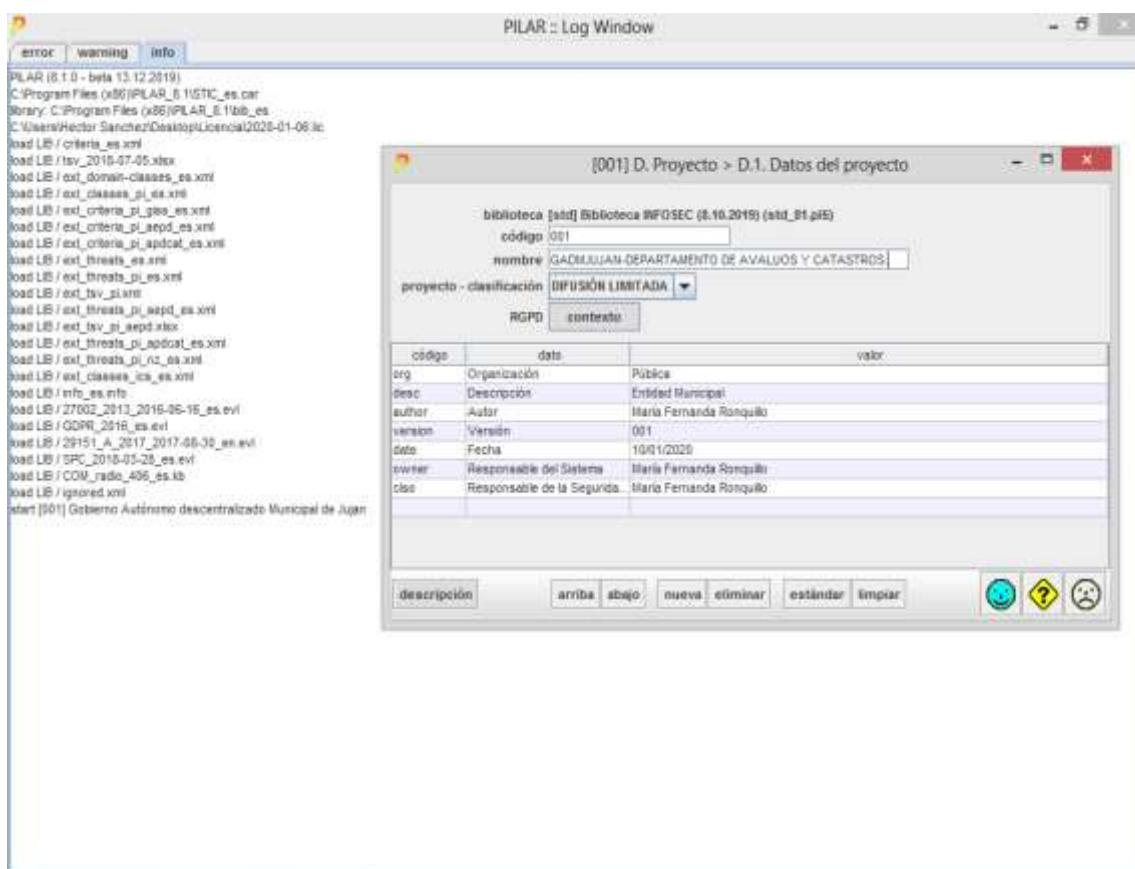 PILAR :: Log Window
error warning info
PILAR (8.1.0 - beta 13.12.2019)
C:\Program Files (x86)\PILAR_8.1\STIC_es.car
library: C:\Program Files (x86)\PILAR_8.1\bib_es
C:\Users\Hector Sanchez\Desktop\Licencia\2020-01-06.lic
load LIB / criteria_es.xml
load LIB / tsv_2018-07-05.xlsx
load LIB / ext_domain-classes_es.xml
load LIB / ext_classes_pi_es.xml
load LIB / ext_criteria_pi_giss_es.xml
load LIB / ext_criteria_pi_aepd_es.xml
load LIB / ext_criteria_pi_apdcat_es.xml
load LIB / ext_threats_es.xml
load LIB / ext_threats_pi_es.xml
load LIB / ext_tsv_pi.xml
load LIB / ext_threats_pi_aepd_es.xml
load LIB / ext_tsv_pi_aepd.xlsx
load LIB / ext_threats_pi_apdcat_es.xml
load LIB / ext_threats_pi_nz_es.xml
load LIB / ext_classes_ics_es.xml
load LIB / info_es.info
load LIB / 27002_2013_2016-06-16_es.evl
load LIB / GDPR_2016_es.evl
load LIB / 29151_A_2017_2017-08-30_en.evl
load LIB / SPC_2018-03-28_es.evl
load LIB / COM_radio_406_es.kb
load LIB / ignored.xml
start [001] Gobierno Autónomo descentralizado Municipal de Jujan
[001] D. Proyecto > D.1. Datos del proyecto
biblioteca [std] Biblioteca INFOSEC (8.10.2019) (std_81.pl5)
código 001
nombre GADMJUJAN-DEPARTAMENTO DE AVALUOS Y CATASTROS
proyecto - clasificación DIFUSIÓN LIMITADA
RGPD contexto
código dato valor
org Organización Pública
desc Descripción Entidad Municipal
author Autor María Fernanda Ronquillo
version Versión 001
date Fecha 10/01/2020
owner Responsable del Sistema María Fernanda Ronquillo
ciso Responsable de la Segurida... María Fernanda Ronquillo
descripción arriba abajo nueva eliminar estándar limpiar